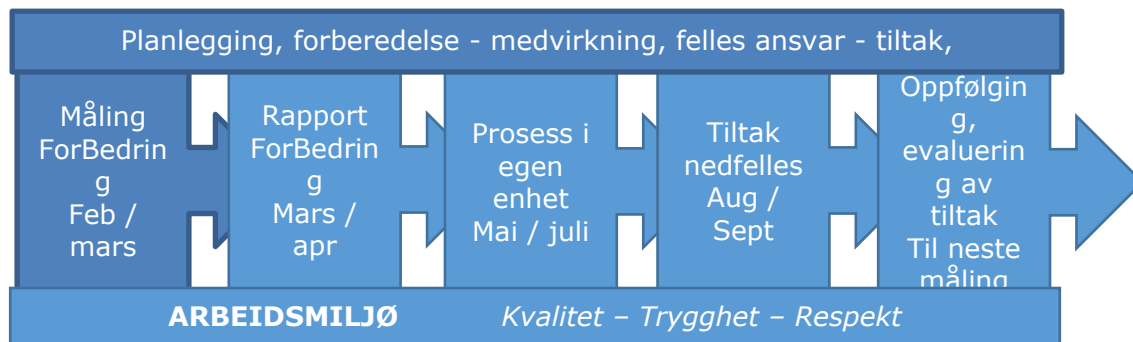 Planlegging, forberedelse - medvirkning, felles ansvar - tiltak,
Måling
ForBedrin
g
Feb /
mars
Rapport
ForBedrin
g
Mars /
apr
Prosess i
egen
enhet
Mai / juli
Tiltak
nedfelles
Aug /
Sept
Oppfølgin
g,
evaluerin
g av
tiltak
Til neste
måling
ARBEIDSMILJØ Kvalitet – Trygghet – Respekt